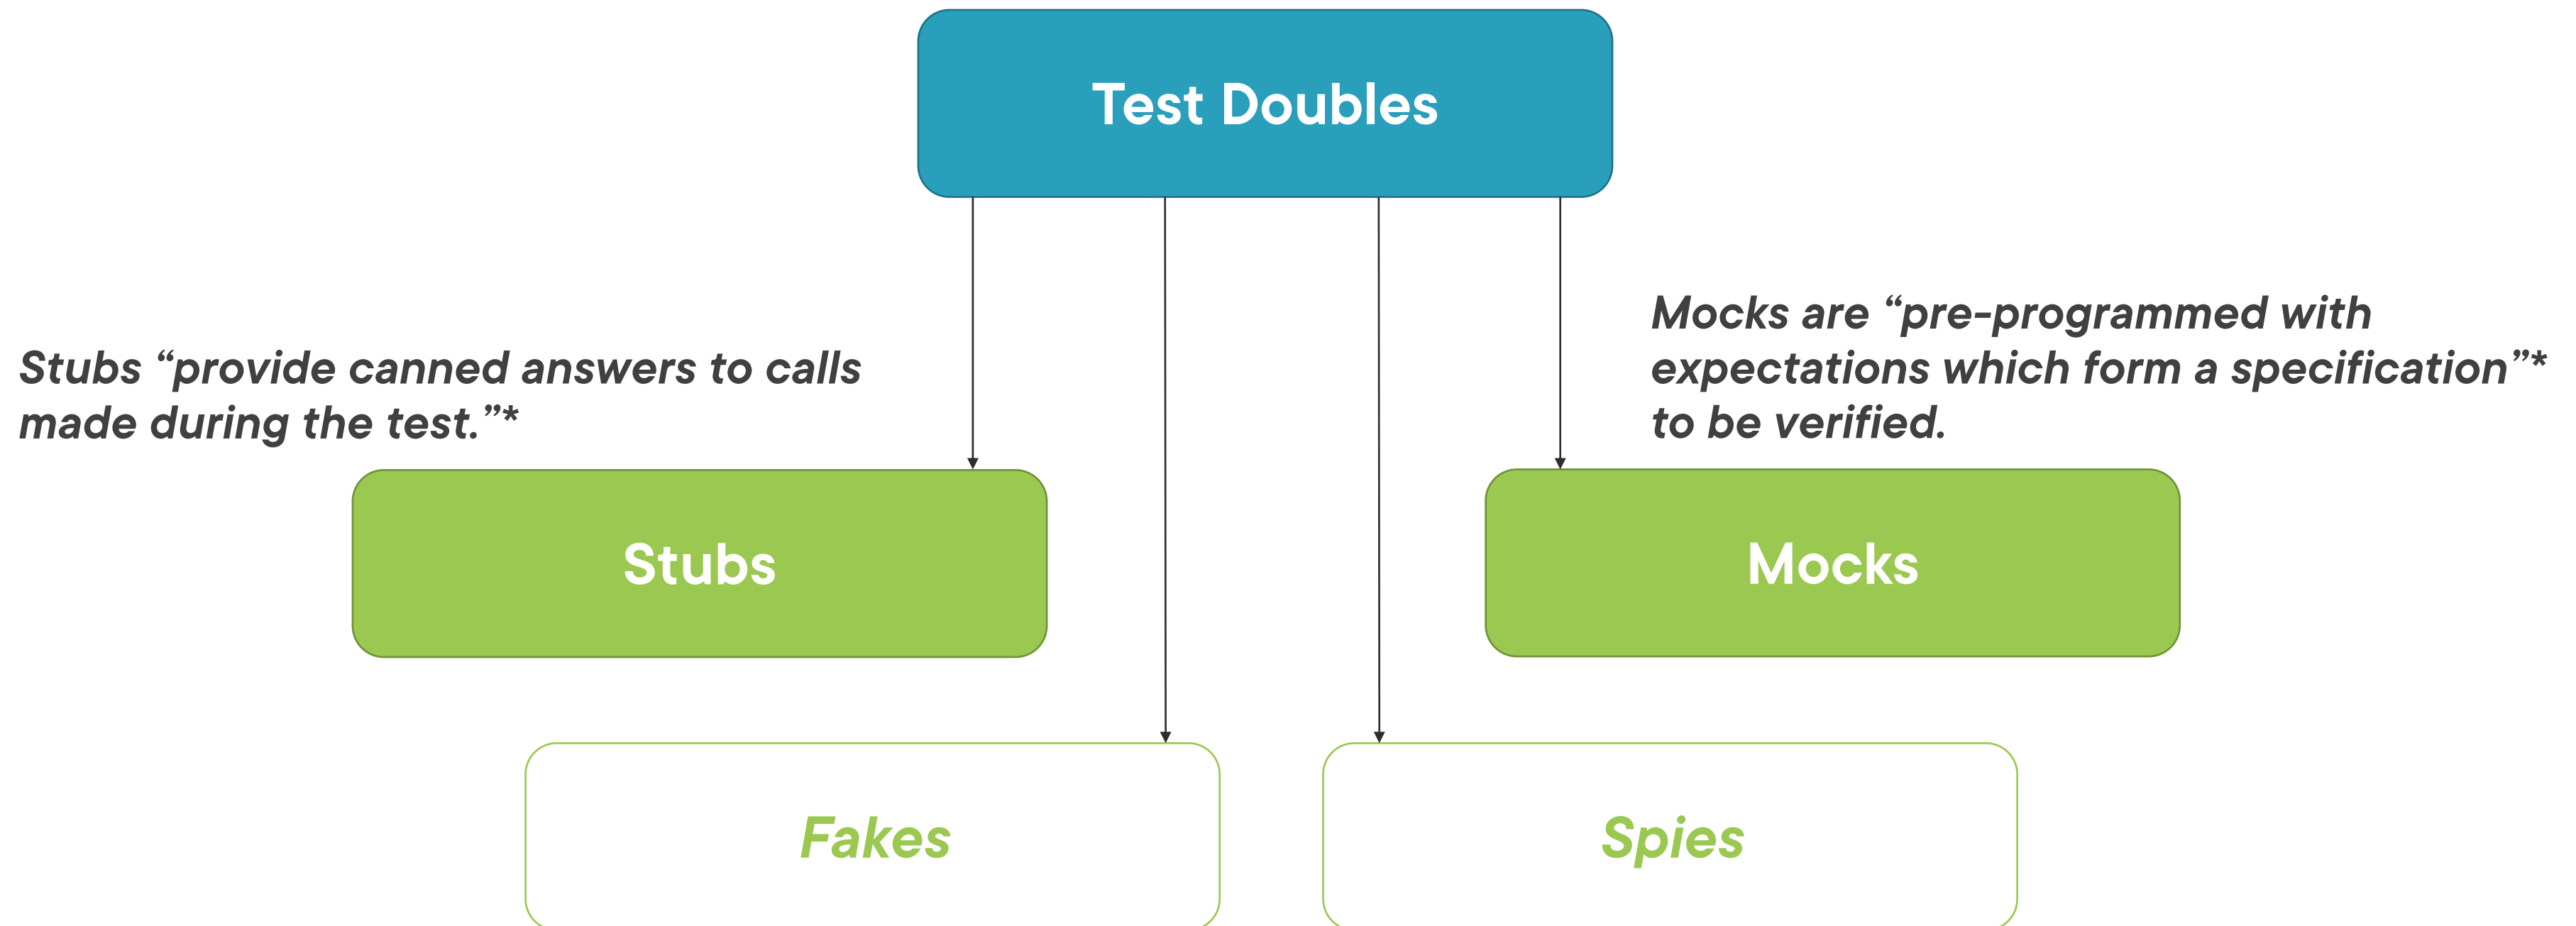 Test Doubles
Stubs “provide canned answers to calls
made during the test.”*
Mocks are “pre-programmed with
expectations which form a specification”*
to be verified.
Stubs
Mocks
Fakes
Spies